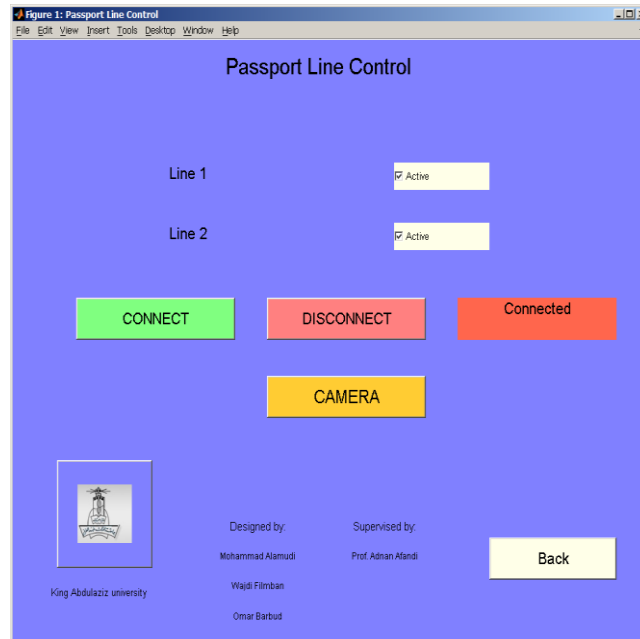 Figure 1: Passport Line Control
File Edit View Insert Tools Desktop Window Help
Passport Line Control
Line 1
Active
Line 2
Active
CONNECT
DISCONNECT
Connected
CAMERA
Designed by:
Supervised by:
Mohammad Alamudi
Prof. Adnan Afandi
Wajdi Filmban
Omar Barbud
King Abdulaziz university
Back